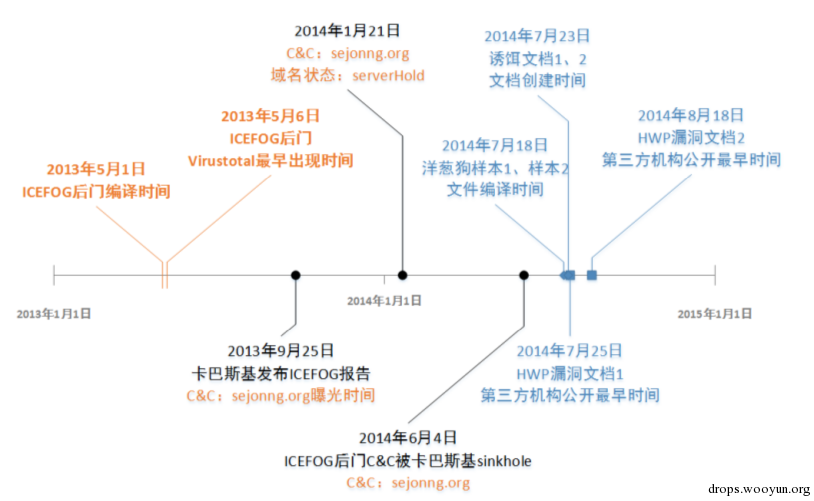 2014年1月21日
C&C：sejonng.org
域名状态：serverHold
2014年7月23日
诱饵文档1、2
文档创建时间
2013年5月6日
ICEFOG后门
Virustotal最早出现时间
2014年8月18日
HWP漏洞文档2
第三方机构公开最早时间
2013年5月1日
ICEFOG后门编译时间
2014年7月18日
洋葱狗样本1、样本2
文件编译时间
2013年1月1日
2014年1月1日
2015年1月1日
2013年9月25日
卡巴斯基发布ICEFOG报告
C&C：sejonng.org曝光时间
2014年7月25日
HWP漏洞文档1
第三方机构公开最早时间
2014年6月4日
ICEFOG后门C&C被卡巴斯基sinkhole
C&C：sejonng.org
drops.wooyun.org